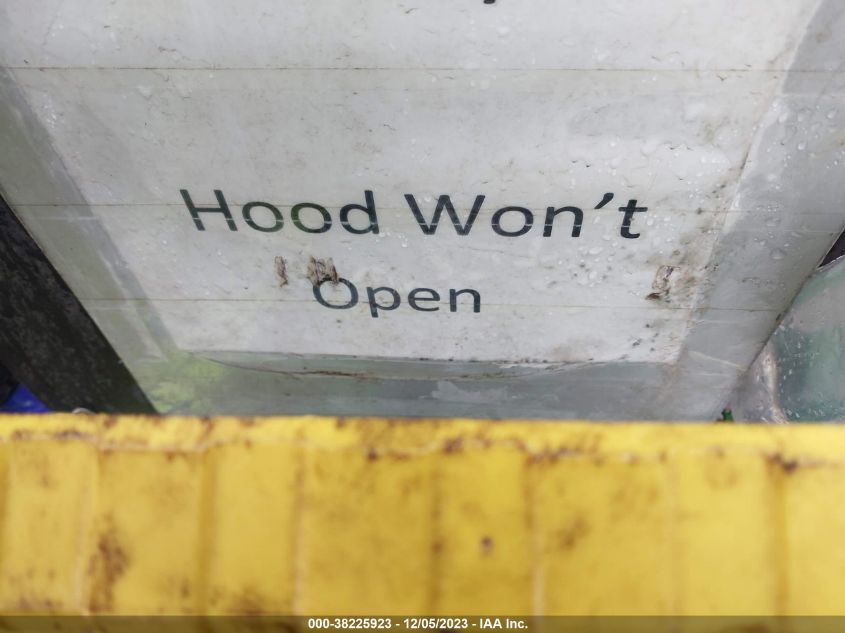 Hood Won't
Open
000-38225923 - 12/05/2023 - IAA Inc.